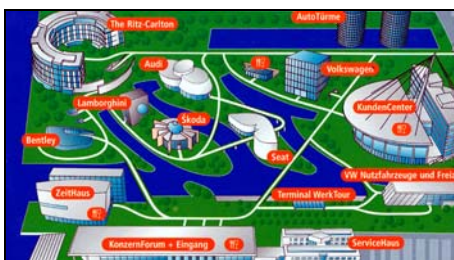 The Ritz-Carlton
AutoTürme
Audi
Volkswagen
Lamborghini
KundenCenter
Škoda
Bentley
Seat
VW Nutzfahrzeuge und Freiz
ZeitHaus
Terminal WerkTour
KonzernForum + Eingang
ServiceHaus